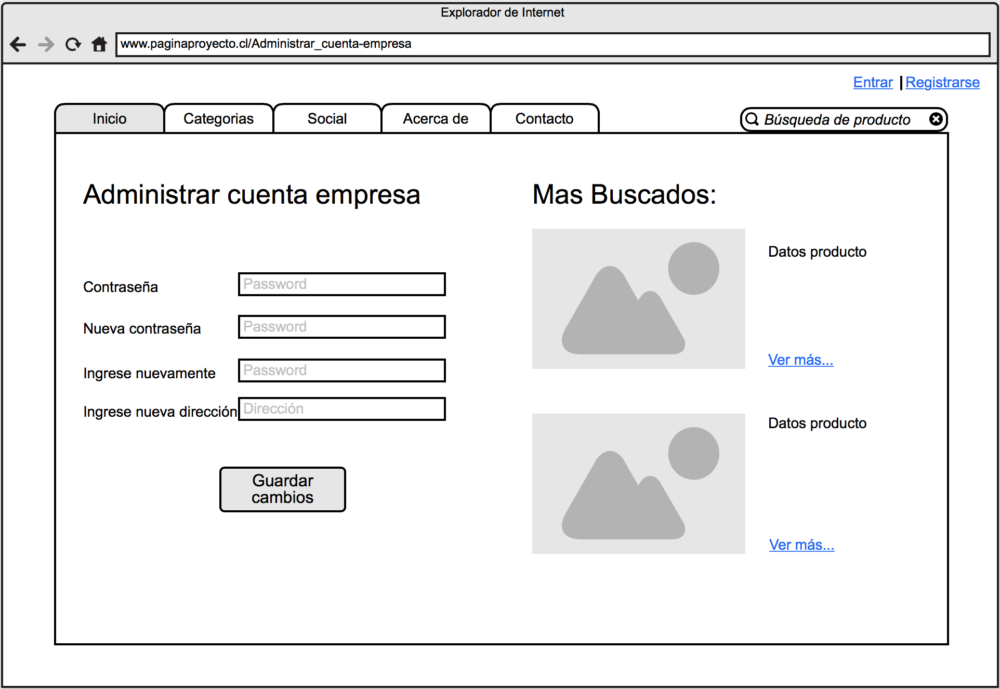 Explorador de Internet
www.paginaproyecto.cl/Administrar_cuenta-empresa
Entrar | Registrarse
Inicio Categorias Social Acerca de Contacto Búsqueda de producto
Administrar cuenta empresa
Contraseña Password
Nueva contraseña Password
Ingrese nuevamente Password
Ingrese nueva dirección Dirección
Guardar
cambios
Mas Buscados:
Datos producto
Ver más...
Datos producto
Ver más...